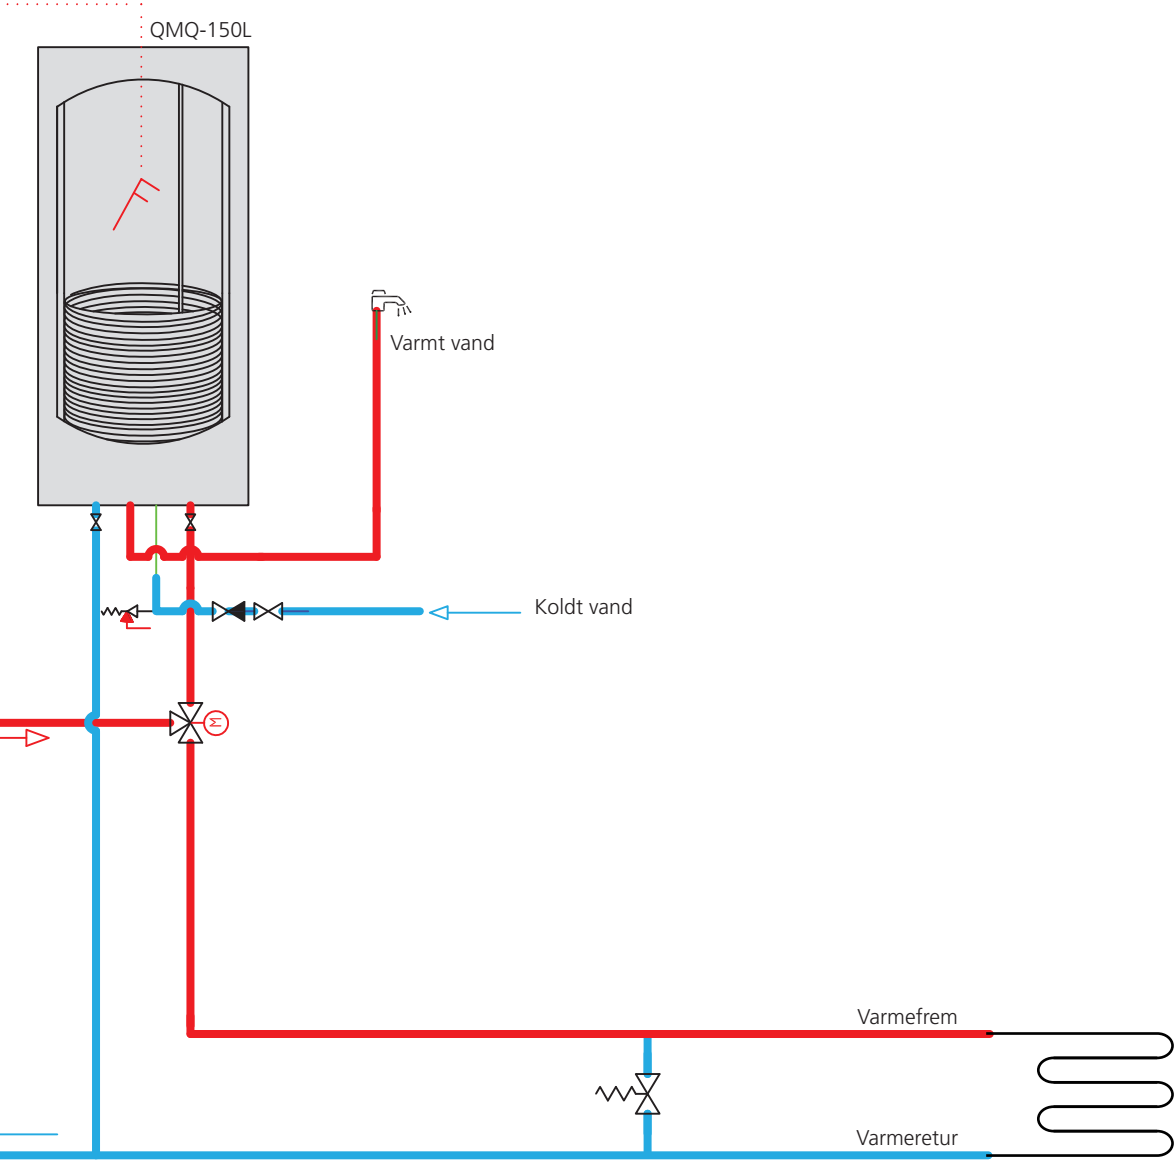 QMQ-150L
Varmt vand
Koldt vand
M
Varmefrem
Varmeretur